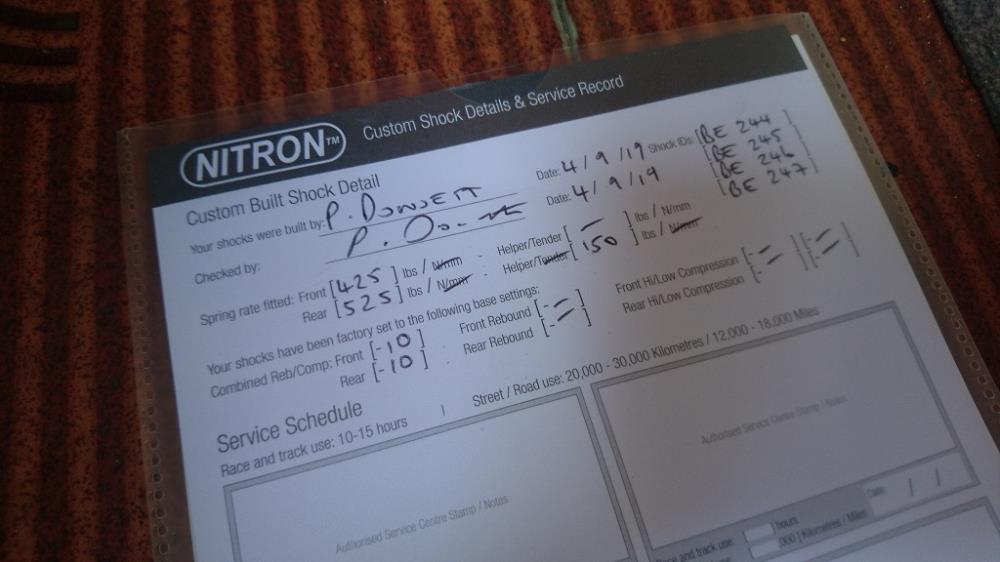 NITRON™ Custom Shock Details & Service Record
Custom Built Shock Detail
Your shocks were built by: P. Date: 4/9/19 Shock IDs: [BE 244]
Checked by: P. Date: 4/9/19 [BE 245]
[BE 246]
[BE 247]
Spring rate fitted: Front [425] lbs / N/mm - Helper/Tender [–] lbs / N/mm
Rear [525] lbs / N/mm - Helper/Tender [150] lbs / N/mm
Your shocks have been factory set to the following base settings:
Combined Reb/Comp: Front [-10] - Front Rebound [- –] Front Hi/Low Compression [- –] [- –]
Rear [-10] - Rear Rebound [- –] Rear Hi/Low Compression [- –] [- –]
Service Schedule
Race and track use: 10-15 hours | Street / Road use: 20,000 - 30,000 Kilometres / 12,000 - 18,000 Miles
Authorised Service Centre Stamp / Notes
Authorised Service Centre Stamp / Notes
Date: / /
Race and track use: [ ] hours
,000] Kilometres / Miles